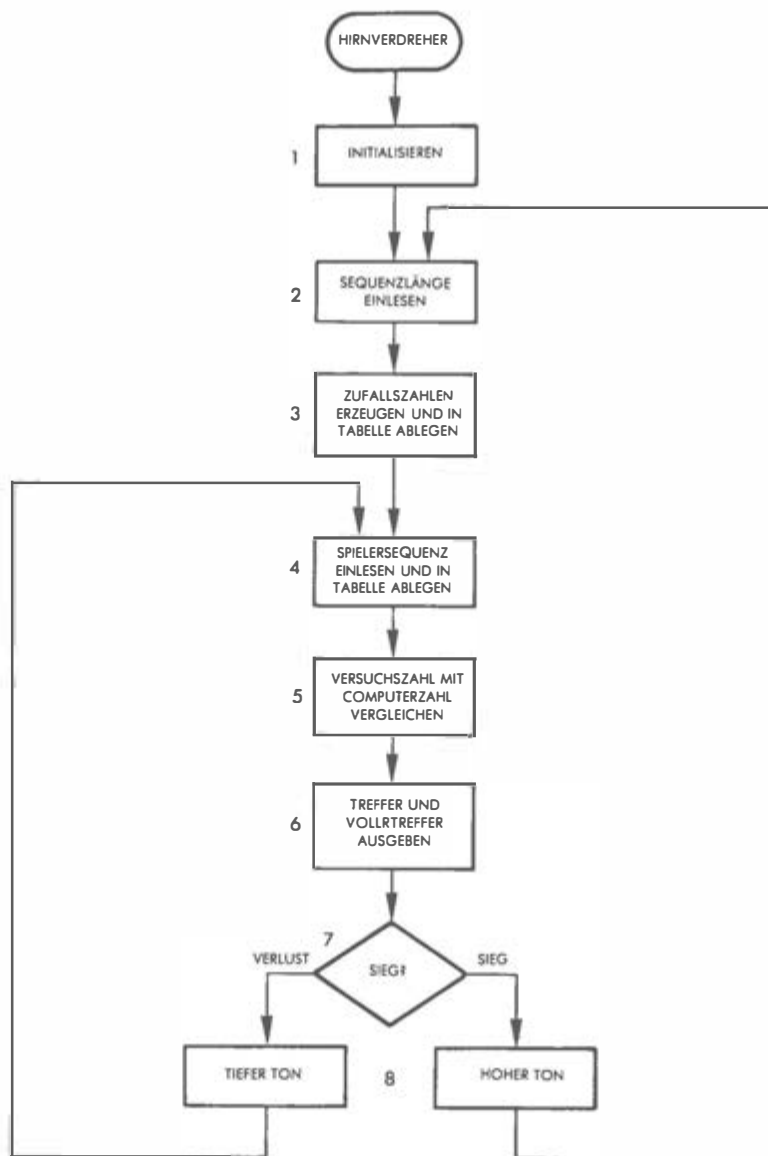 HIRNVERDREHER
1
INITIALISIEREN
2
SEQUENZLÄNGE
EINLESEN
3
ZUFALLSZAHLEN
ERZEUGEN UND IN
TABELLE ABLEGEN
4
SPIELERSEQUENZ
EINLESEN UND IN
TABELLE ABLEGEN
5
VERSUCHSZAHL MIT
COMPUTERZAHL
VERGLEICHEN
6
TREFFER UND
VOLLRTREFFER
AUSGEBEN
7
VERLUST
SIEG?
SIEG
TIEFER TON
8
HOHER TON